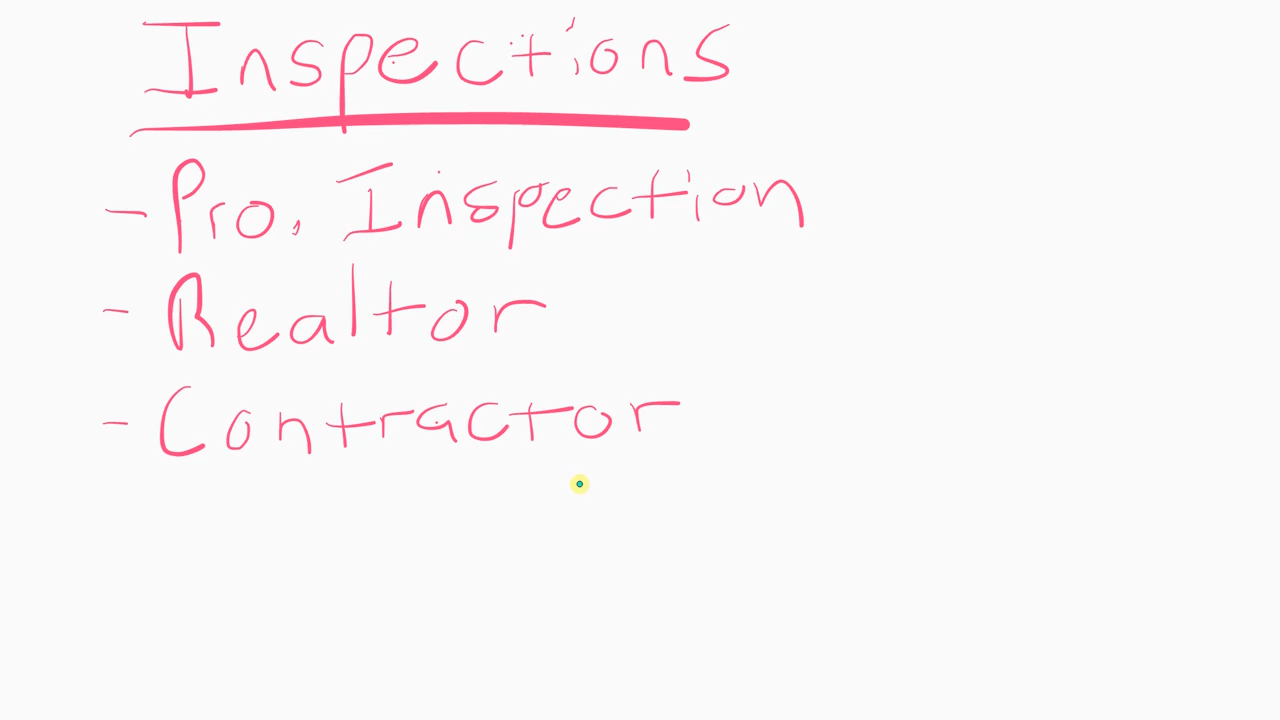 Inspections
- Pro. Inspection
- Realtor
- Contractor